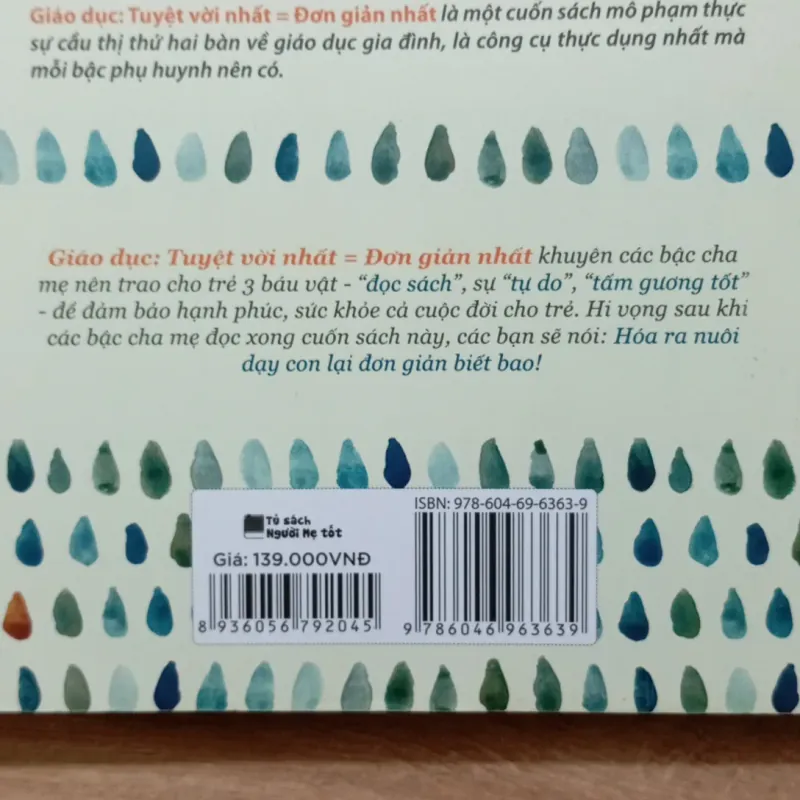 Giáo dục: Tuyệt vời nhất = Đơn giản nhất là một cuốn sách mô phạm thực
sự cầu thị thứ hai bàn về giáo dục gia đình, là công cụ thực dụng nhất mà
mỗi bậc phụ huynh nên có.
Giáo dục: Tuyệt vời nhất = Đơn giản nhất khuyên các bậc cha
mẹ nên trao cho trẻ 3 báu vật - “đọc sách”, sự “tự do”, “tấm gương tốt”
- để đảm bảo hạnh phúc, sức khỏe cả cuộc đời cho trẻ. Hi vọng sau khi
các bậc cha mẹ đọc xong cuốn sách này, các bạn sẽ nói: Hóa ra nuôi
dạy con lại đơn giản biết bao!
Tủ sách
Người Mẹ tốt
Giá: 139.000VNĐ
8 936056 792045
ISBN: 978-604-69-6363-9
9 786046 963639